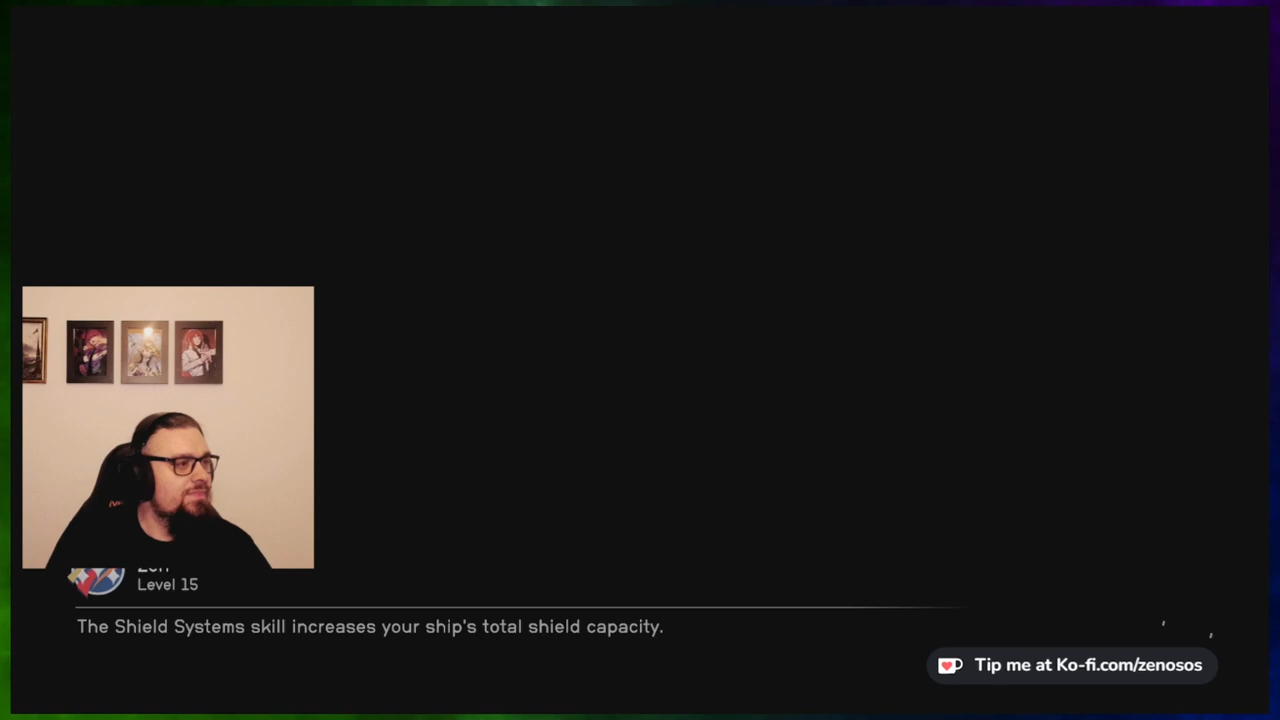 Zen
Level 15
The Shield Systems skill increases your ship's total shield capacity.
Tip me at Ko-fi.com/zenosos